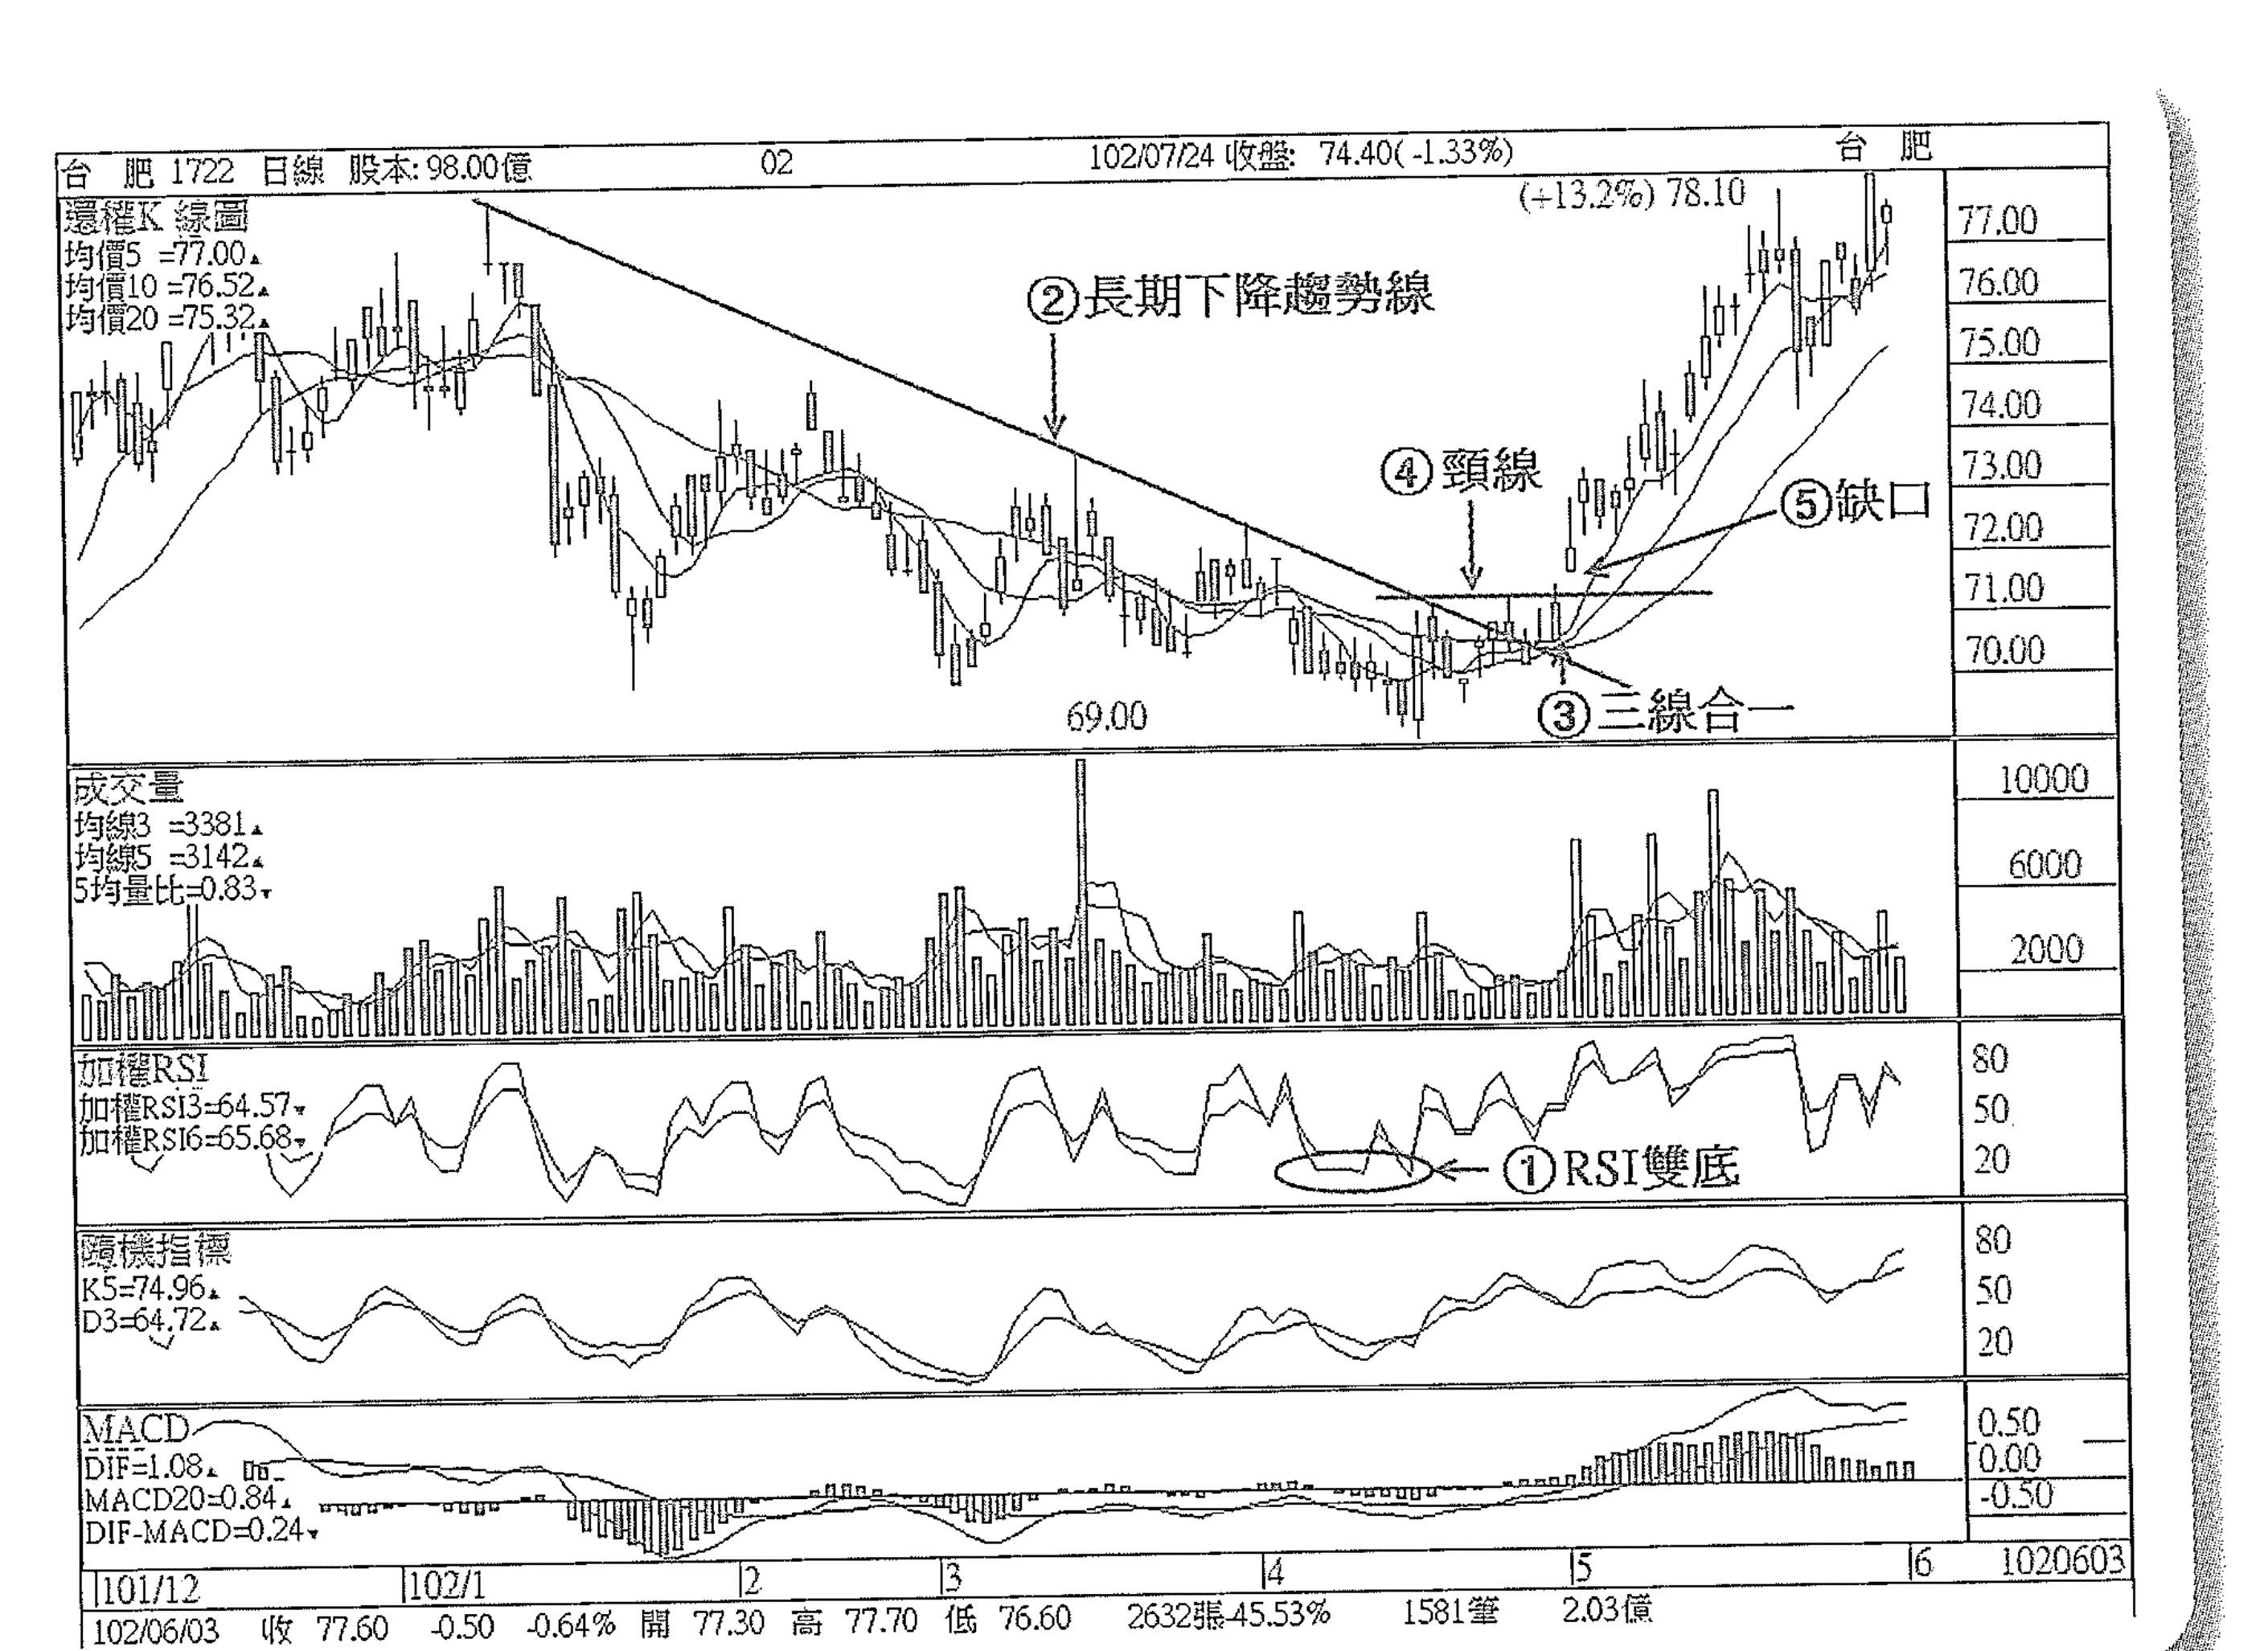 台 肥 1722 日線 股本: 98.00億 02 102/07/24 收盤: 74.40( -1.33%) 台 肥
還權K 線圖
均價5 =77.00▲
均價10 =76.52▲
均價20 =75.32▲
(+13.2%) 78.10
②長期下降趨勢線
④頸線
⑤缺口
③三線合一
69.00
77.00
76.00
75.00
74.00
73.00
72.00
71.00
70.00
成交量
均線3 =3381▲
均線5 =3142▲
5均量比=0.83▼
10000
6000
2000
加權RSI
加權RSI3=64.57▼
加權RSI6=65.68▼
①RSI雙底
80
50
20
隨機指標
K5=74.96▲
D3=64.72▲
80
50
20
MACD
DIF=1.08▲
MACD20=0.84▲
DIF-MACD=0.24▼
0.50
0.00
-0.50
101/12 102/1 2 3 4 5 6 1020603
102/06/03 收 77.60 -0.50 -0.64% 開 77.30 高 77.70 低 76.60 2632張-45.53% 1581筆 2.03億